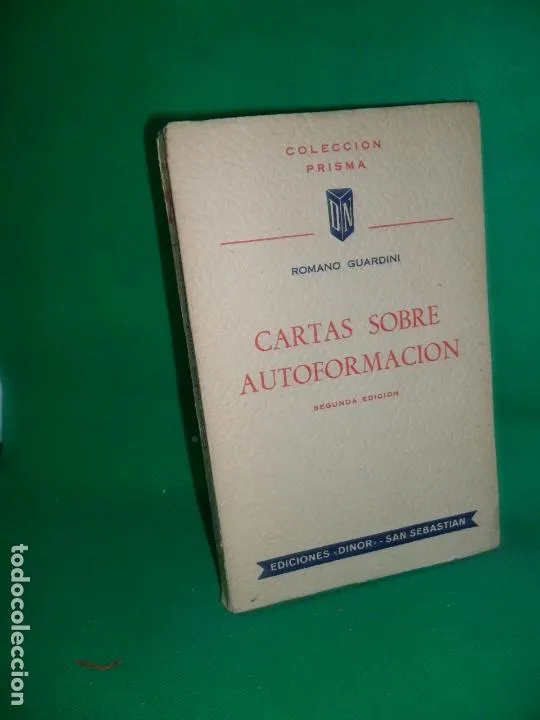 COLECCION
PRISMA
DN
ROMANO GUARDINI
CARTAS SOBRE
AUTOFORMACION
SEGUNDA EDICION
EDICIONES «DINOR» - SAN SEBASTIAN
todocoleccion